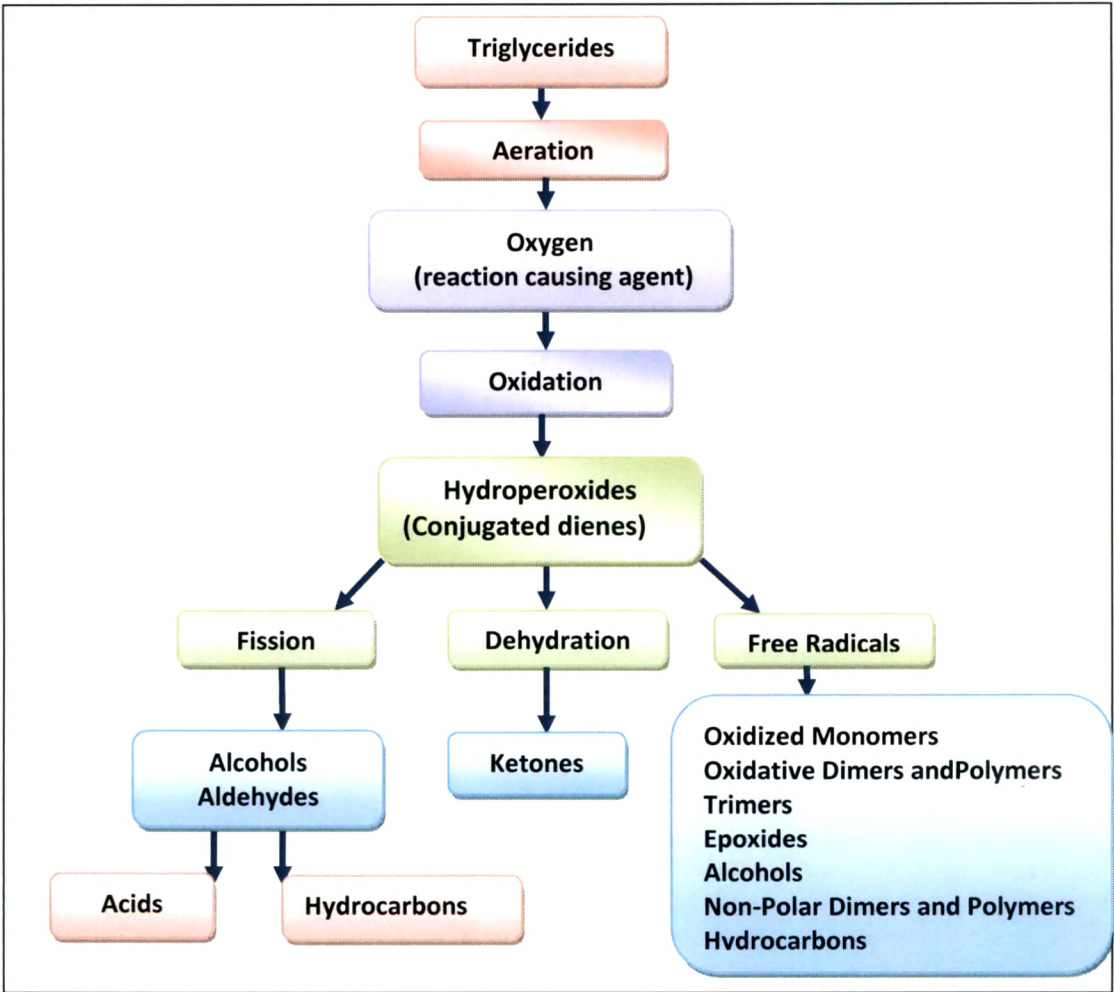 Triglycerides
Aeration
Oxygen
(reaction causing agent)
Oxidation
Hydroperoxides
(Conjugated dienes)
Fission
Dehydration
Free Radicals
Alcohols
Aldehydes
Ketones
Oxidized Monomers
Oxidative Dimers andPolymers
Trimers
Epoxides
Alcohols
Non-Polar Dimers and Polymers
Hydrocarbons
Acids
Hydrocarbons